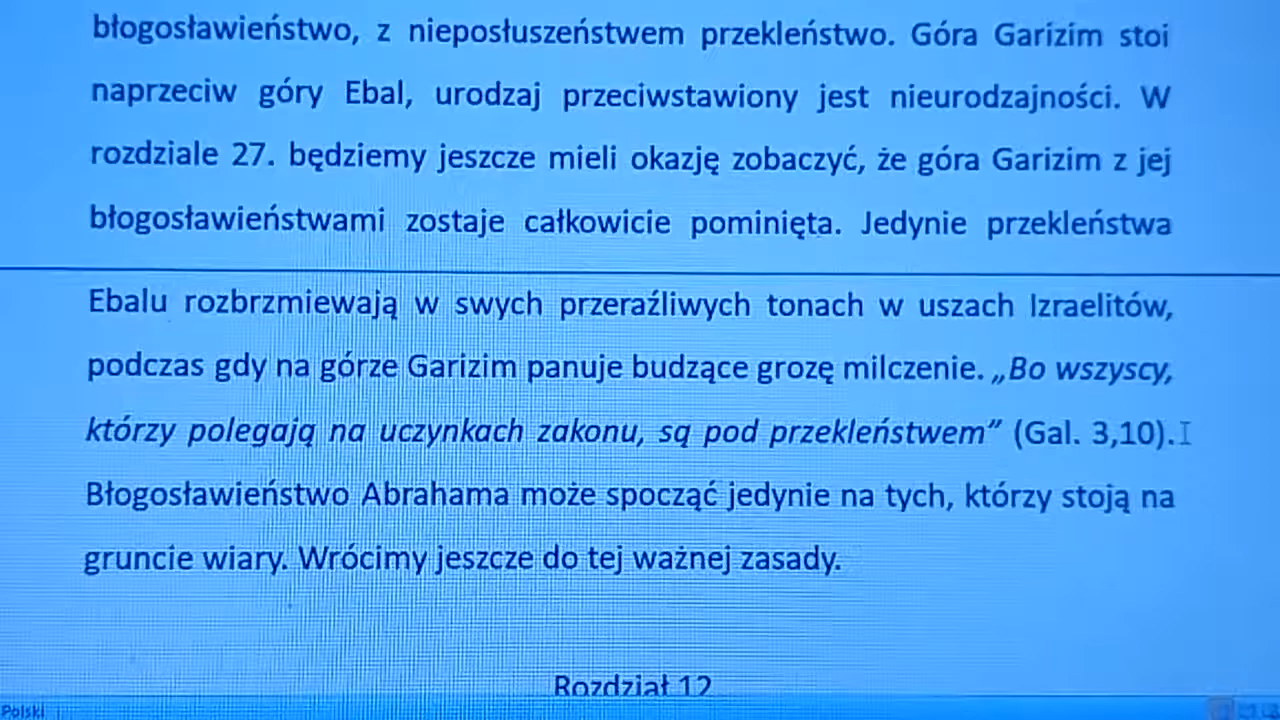 błogosławieństwo, z nieposłuszeństwem przekleństwo. Góra Garizim stoi
naprzeciw góry Ebal, urodzaj przeciwstawiony jest nieurodzajności. W
rozdziale 27. będziemy jeszcze mieli okazję zobaczyć, że góra Garizim z jej
błogosławieństwami zostaje całkowicie pominięta. Jedynie przekleństwa
Ebalu rozbrzmiewają w swych przeraźliwych tonach w uszach Izraelitów,
podczas gdy na górze Garizim panuje budzące grozę milczenie. „Bo wszyscy,
którzy polegają na uczynkach zakonu, są pod przekleństwem” (Gal. 3,10).
Błogosławieństwo Abrahama może spocząć jedynie na tych, którzy stoją na
gruncie wiary. Wrócimy jeszcze do tej ważnej zasady.
Rozdział 12
Polski